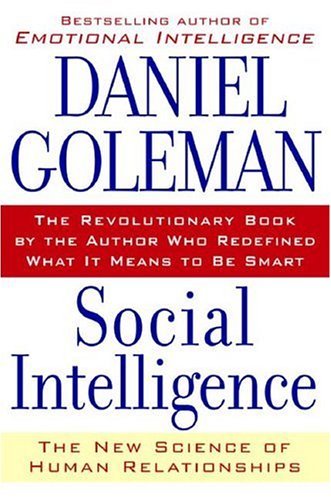 BESTSELLING AUTHOR OF
EMOTIONAL INTELLIGENCE
DANIEL
GOLEMAN
THE REVOLUTIONARY BOOK
BY THE AUTHOR WHO REDEFINED
WHAT IT MEANS TO BE SMART
Social
Intelligence
THE NEW SCIENCE OF
HUMAN RELATIONSHIPS